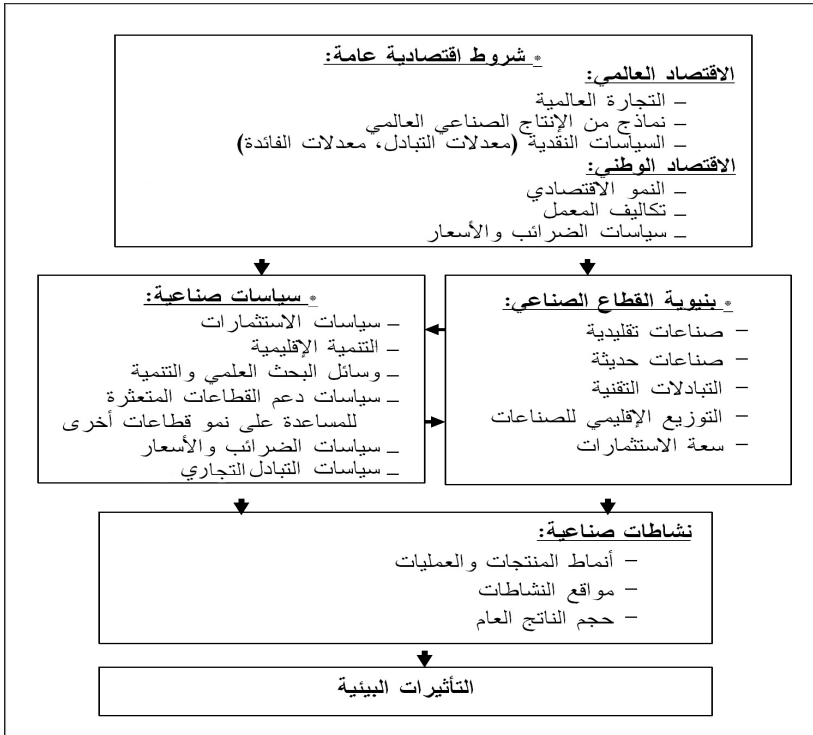 * شروط اقتصادية عامة:
الاقتصاد العالمي:
– التجارة العالمية
– نماذج من الإنتاج الصناعي العالمي
– السياسات النقدية (معدلات التبادل، معدلات الفائدة)
الاقتصاد الوطني:
– النمو الاقتصادي
– تكاليف المعمل
– سياسات الضرائب والأسعار
* بنيوية القطاع الصناعي:
– صناعات تقليدية
– صناعات حديثة
– التبادلات التقنية
– التوزيع الإقليمي للصناعات
– سعة الاستثمارات
* سياسات صناعية:
– سياسات الاستثمارات
– التنمية الإقليمية
– وسائل البحث العلمي والتنمية
– سياسات دعم القطاعات المتعثرة
للمساعدة على نمو قطاعات أخرى
– سياسات الضرائب والأسعار
– سياسات التبادل التجاري
نشاطات صناعية:
– أنماط المنتجات والعمليات
– مواقع النشاطات
– حجم الناتج العام
التأثيرات البيئية